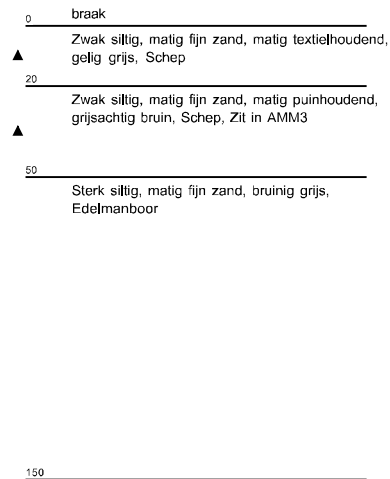 0 braak
Zwak siltig, matig fijn zand, matig textielhoudend,
gelig grijs, Schep
20
Zwak siltig, matig fijn zand, matig puinhoudend,
grijsachtig bruin, Schep, Zit in AMM3
50
Sterk siltig, matig fijn zand, bruinig grijs,
Edelmanboor
150